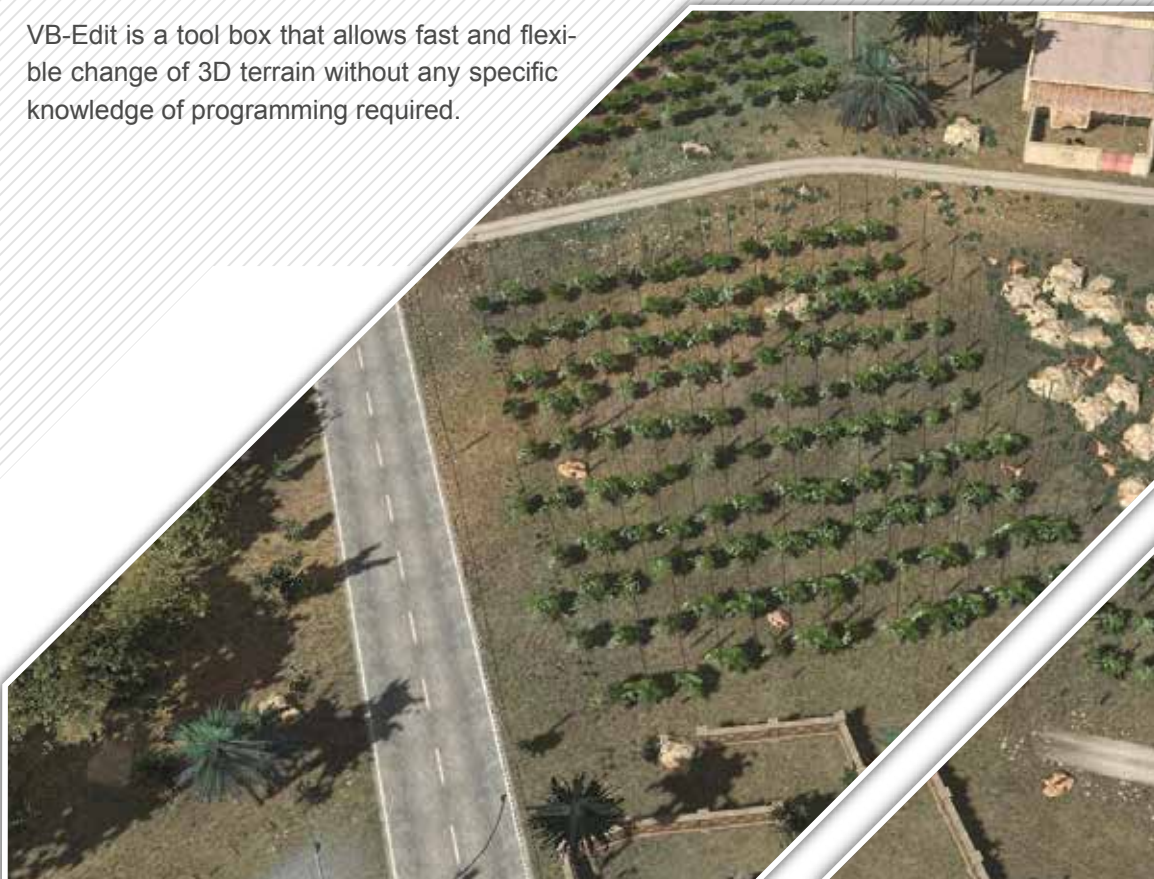 VB-Edit is a tool box that allows fast and flexi-
ble change of 3D terrain without any specific
knowledge of programming required.